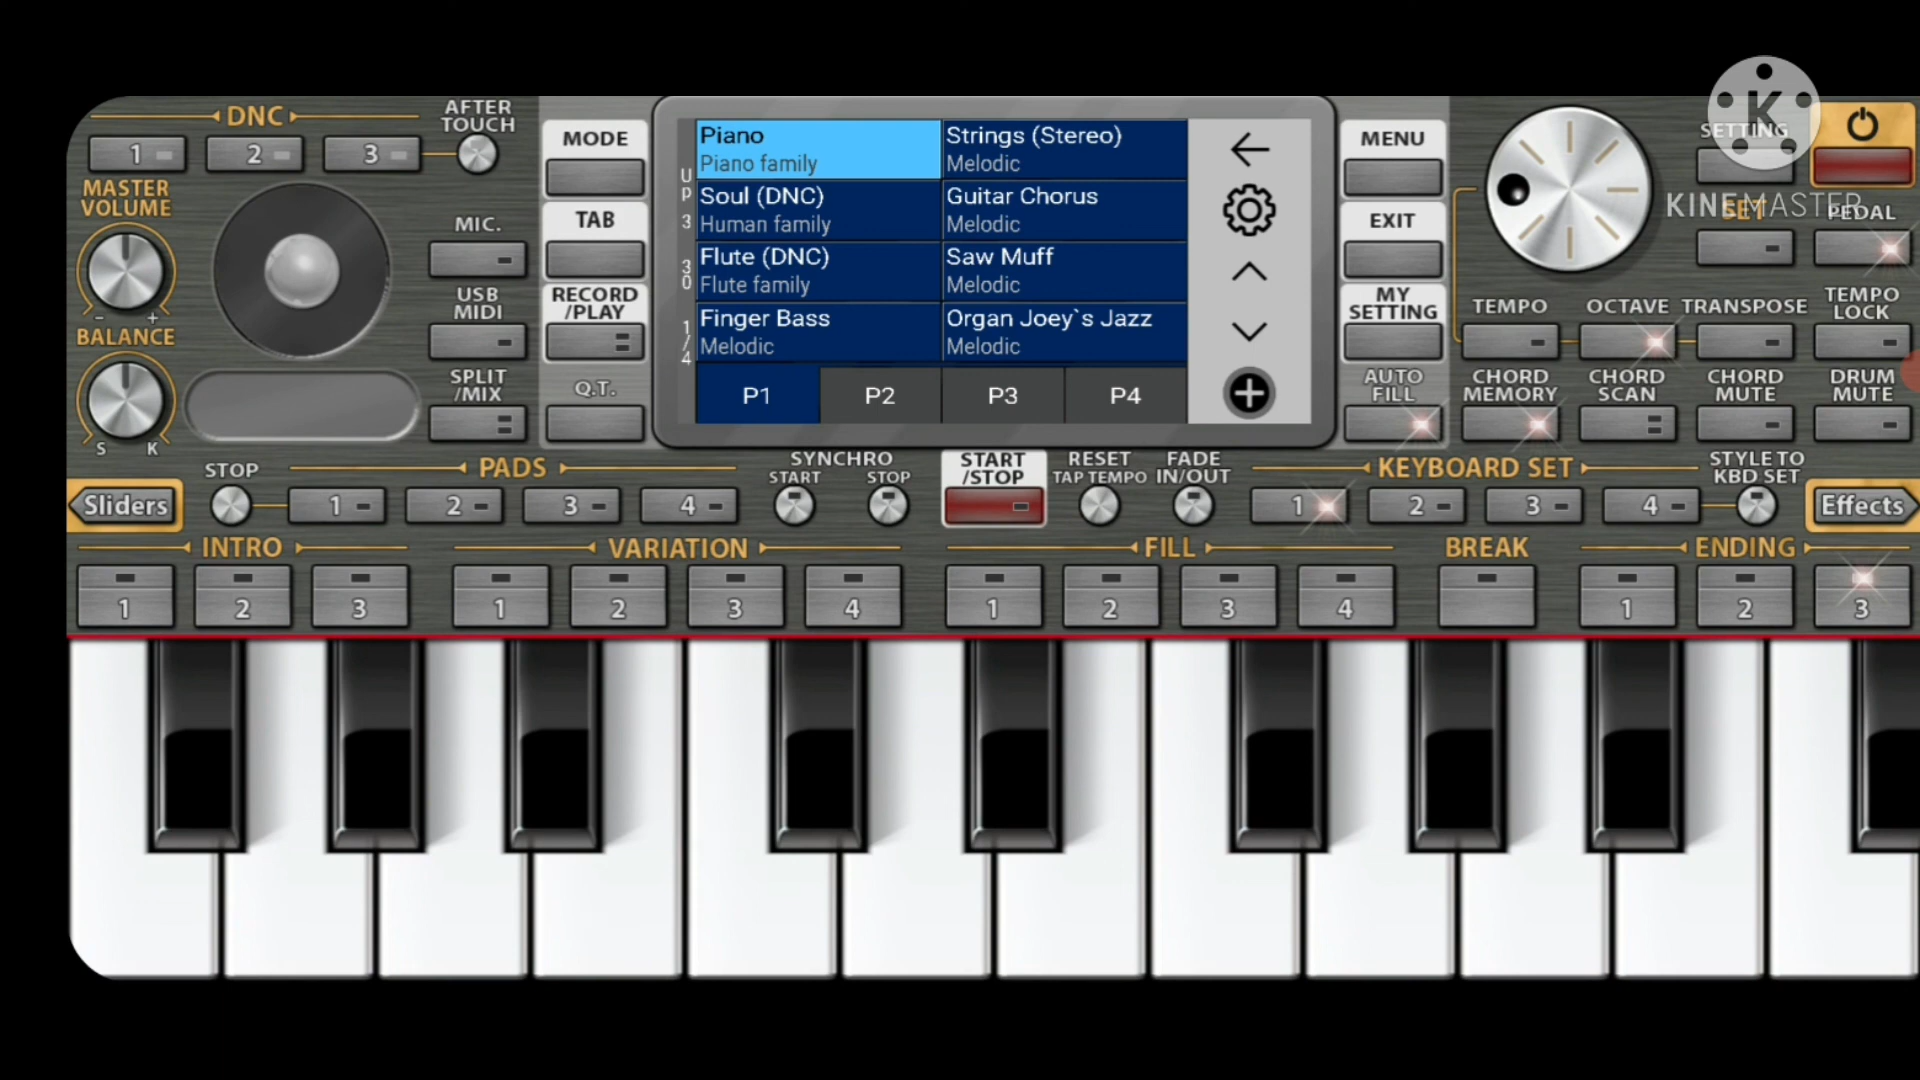 DNC
AFTER
TOUCH
1
2
3
MASTER
VOLUME
- +
BALANCE
S K
MIC.
USB
MIDI
SPLIT
/MIX
MODE
TAB
RECORD
/PLAY
Q.T.
UP 3
30
1/4
Piano
Piano family
Strings (Stereo)
Melodic
Soul (DNC)
Human family
Guitar Chorus
Melodic
Flute (DNC)
Flute family
Saw Muff
Melodic
Finger Bass
Melodic
Organ Joey`s Jazz
Melodic
P1
P2
P3
P4
MENU
EXIT
MY
SETTING
AUTO
FILL
K
KINEMASTER
SETTING
SET
PEDAL
TEMPO
OCTAVE
TRANSPOSE
TEMPO
LOCK
CHORD
MEMORY
CHORD
SCAN
CHORD
MUTE
DRUM
MUTE
Sliders
STOP
PADS
1
2
3
4
SYNCHRO
START
STOP
START
/STOP
RESET
TAP TEMPO
FADE
IN/OUT
KEYBOARD SET
1
2
3
4
STYLE TO
KBD SET
Effects
INTRO
1
2
3
VARIATION
1
2
3
4
FILL
1
2
3
4
BREAK
ENDING
1
2
3